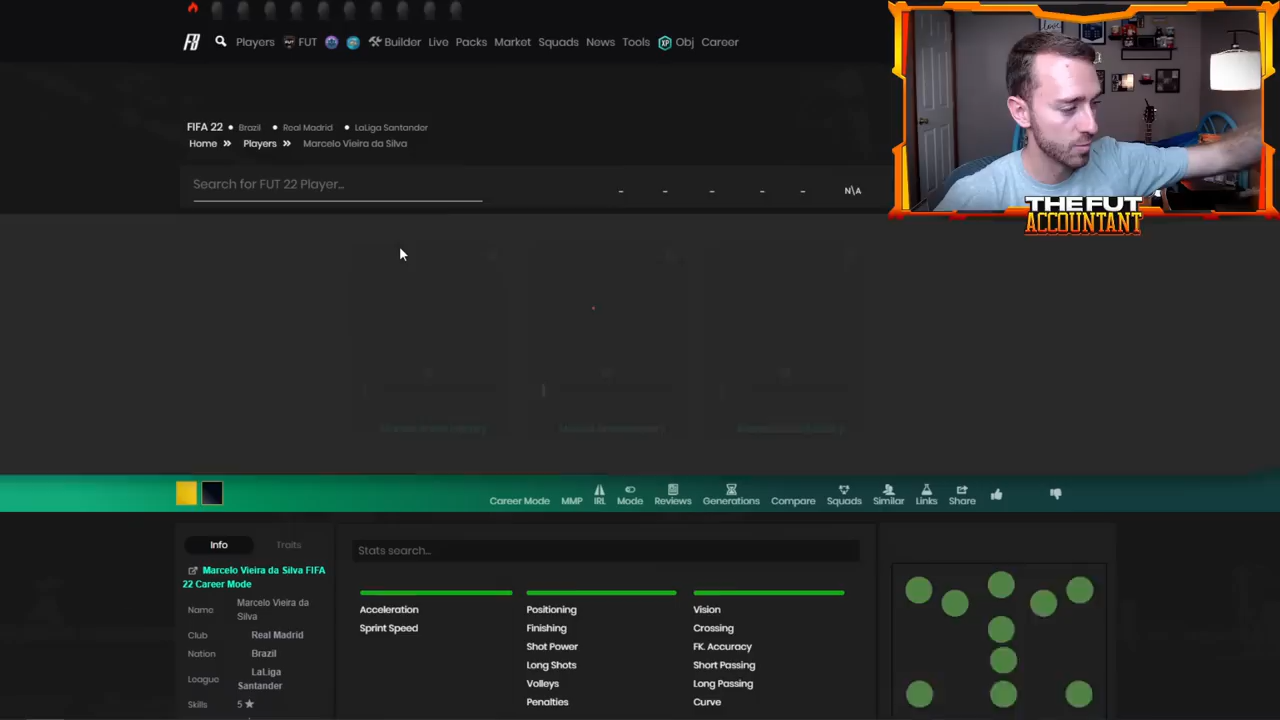 Players FUT Builder Live Packs Market Squads News Tools XP Obj Career
FIFA 22 • Brazil • Real Madrid • LaLiga Santander
Home » Players » Marcelo Vieira da Silva
Search for FUT 22 Player...
- - - - - N\A
THE FUT
ACCOUNTANT
Career Mode MMP IRL Mode Reviews Generations Compare Squads Similar Links Share
Info Traits
Marcelo Vieira da Silva FIFA
22 Career Mode
Name Marcelo Vieira da
Silva
Club Real Madrid
Nation Brazil
League LaLiga
Santander
Skills 5 ★
Stats search...
Acceleration
Sprint Speed
Positioning
Finishing
Shot Power
Long Shots
Volleys
Penalties
Vision
Crossing
FK. Accuracy
Short Passing
Long Passing
Curve